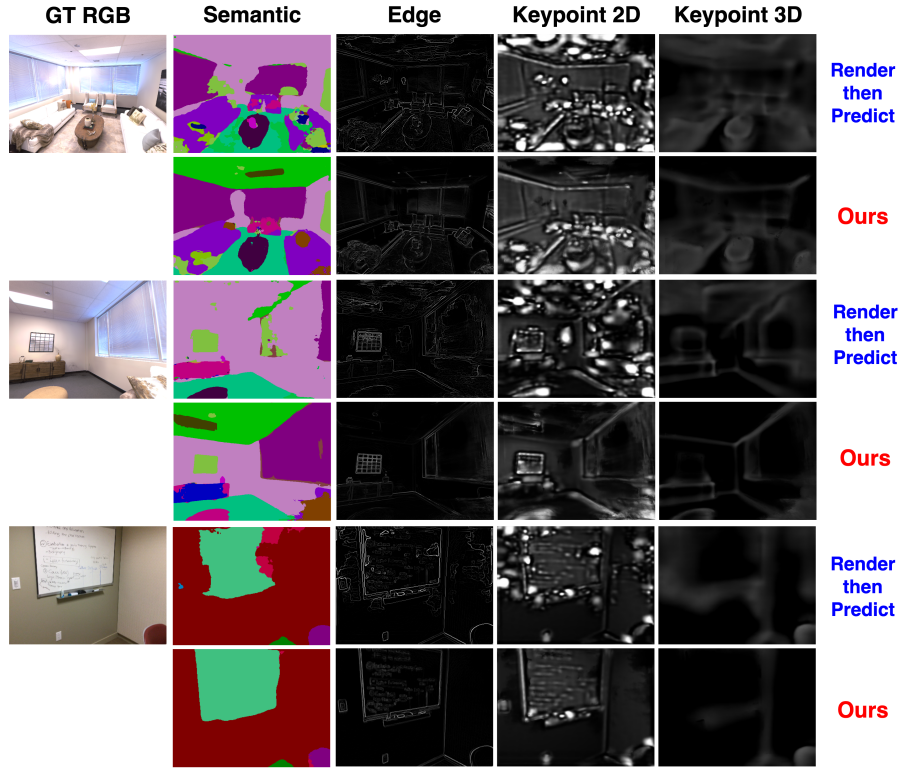 GT RGB Semantic Edge Keypoint 2D Keypoint 3D
Render
then
Predict
Ours
Render
then
Predict
Ours
Render
then
Predict
Ours